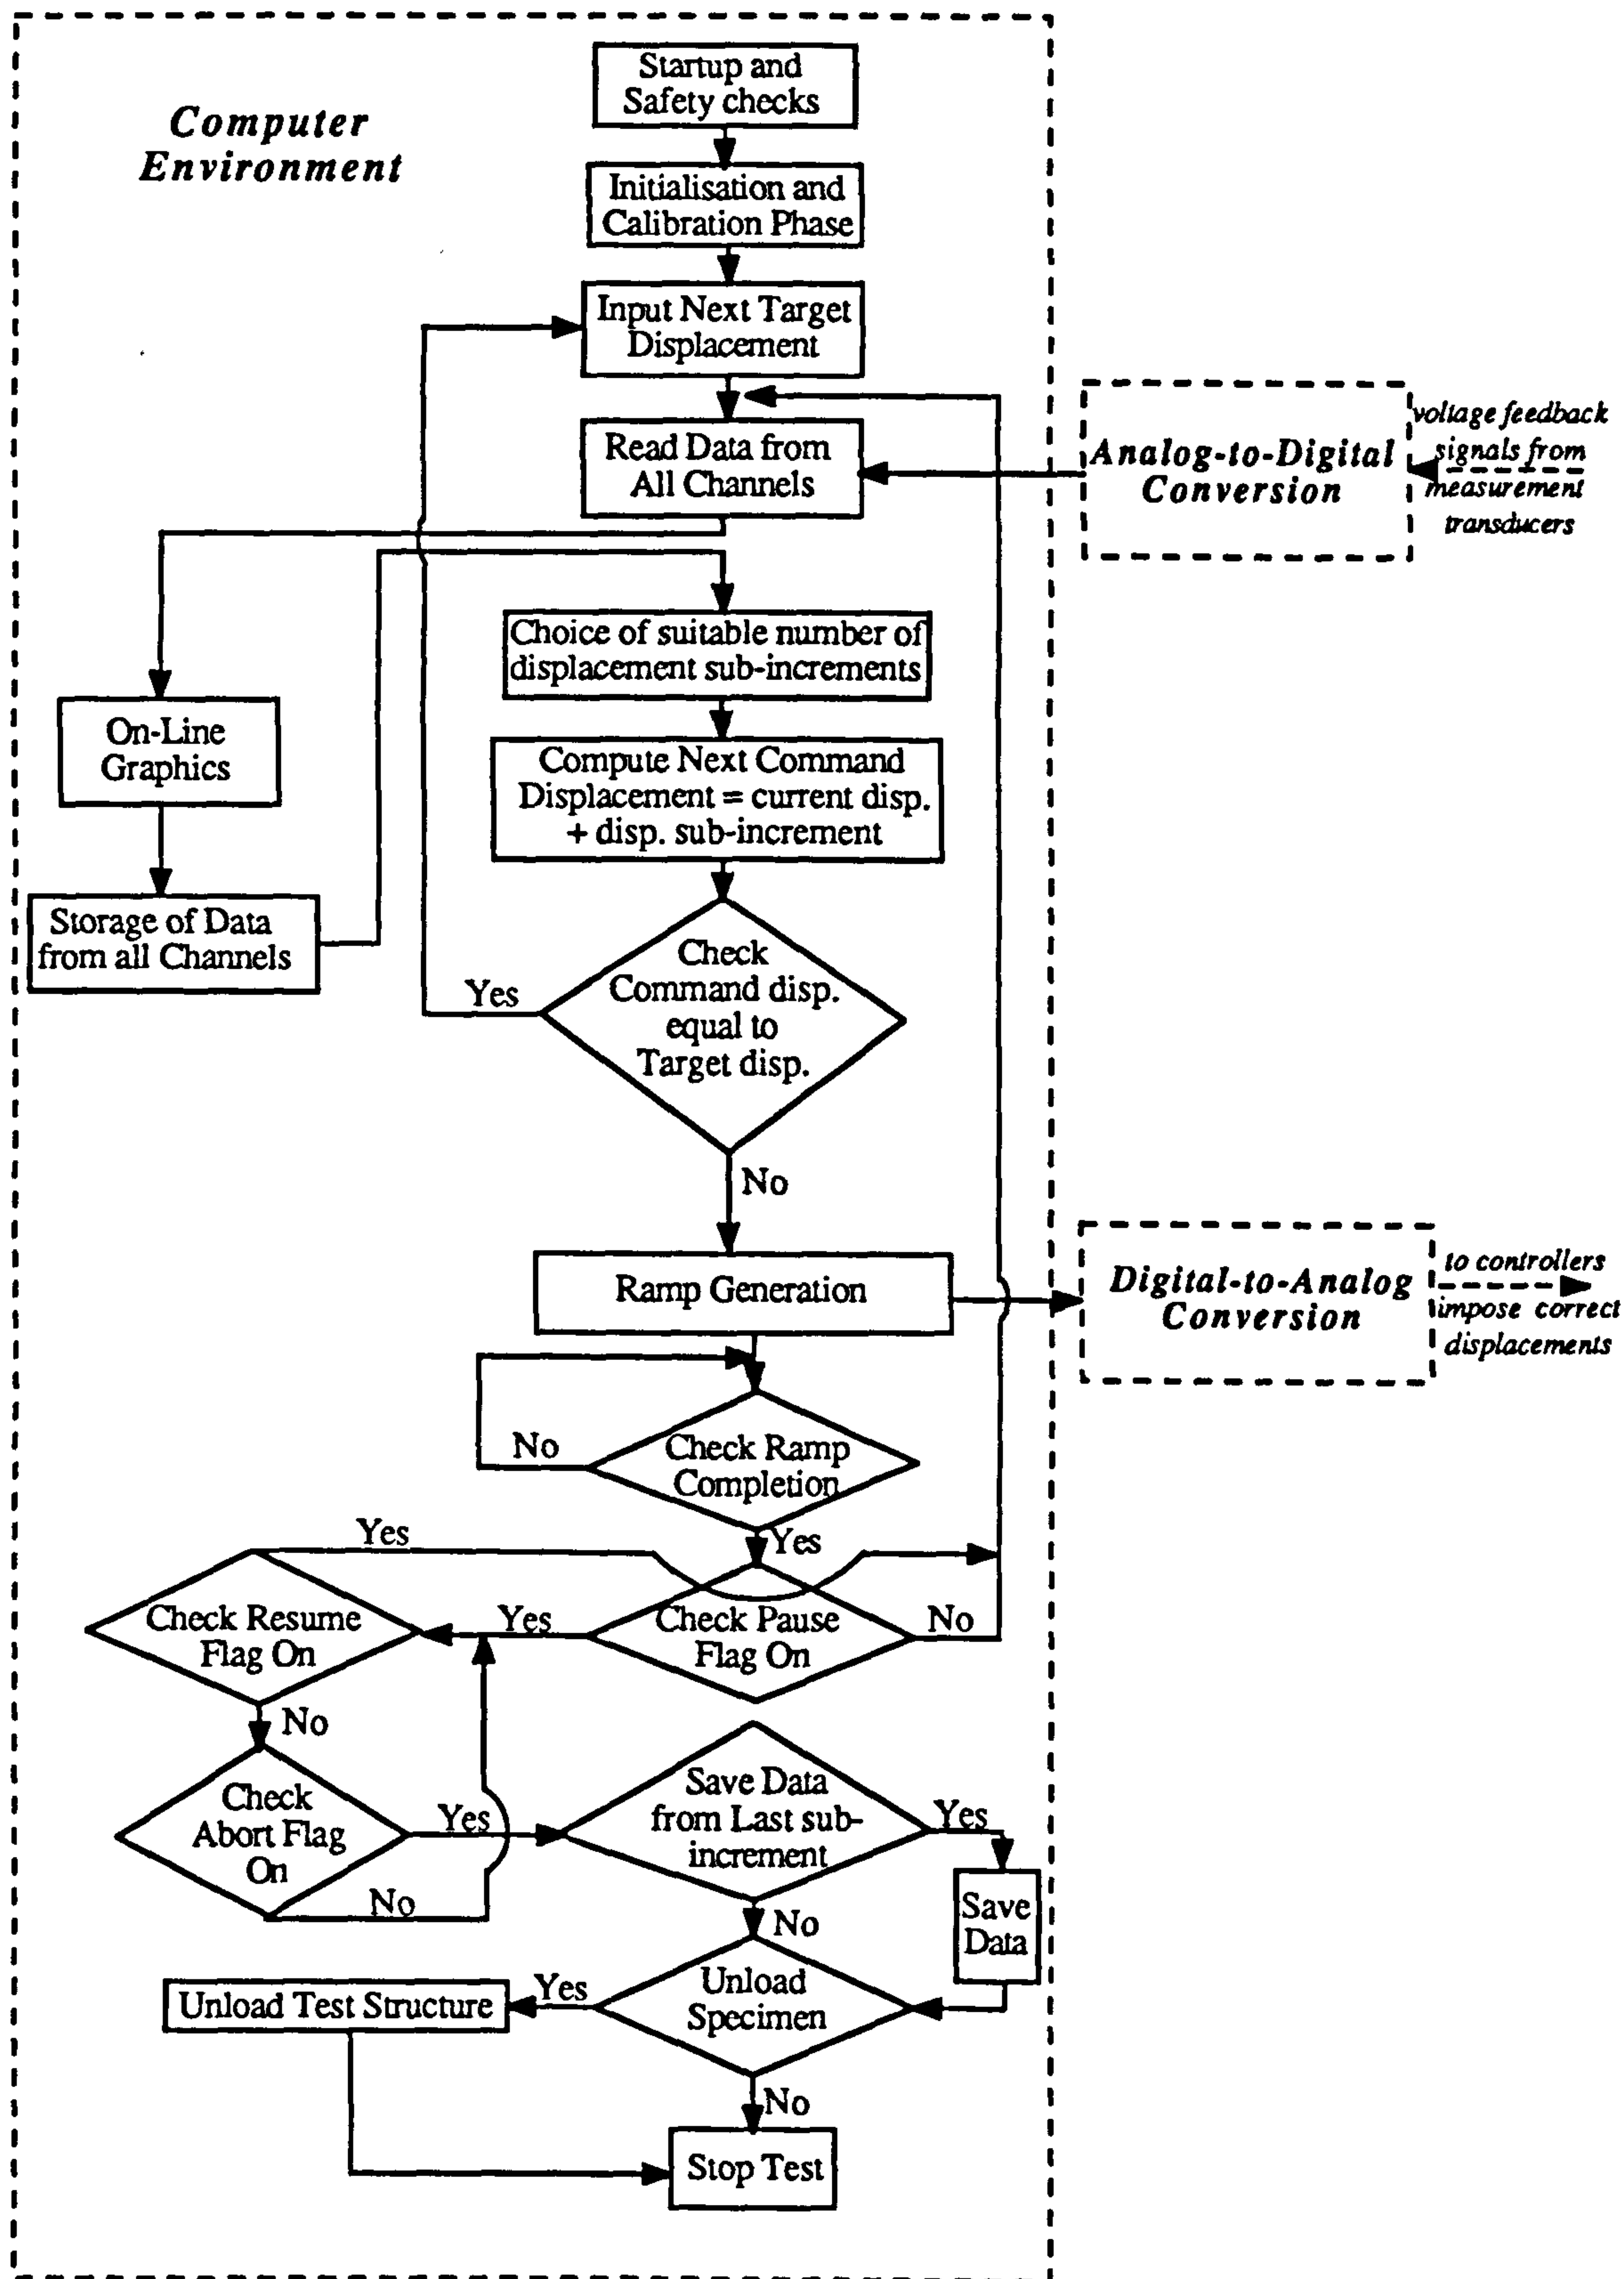 Startup and
Safety checks
Computer
Environment
Initialisation and
Calibration Phase
Input Next Target
Displacement
Read Data from
All Channels
Analog-to-Digital
Conversion
voltage feedback
signals from
measurement
transducers
Choice of suitable number of
displacement sub-increments
On-Line
Graphics
Compute Next Command
Displacement = current disp.
+ disp. sub-increment
Storage of Data
from all Channels
Check
Command disp.
equal to
Target disp.
Yes
No
Ramp Generation
Digital-to-Analog
Conversion
to controllers
impose correct
displacements
Check Ramp
Completion
No
Yes
Yes
Check Resume
Flag On
Yes
Check Pause
Flag On
No
No
Check
Abort Flag
On
Yes
No
Save Data
from Last sub-
increment
Yes
No
Save
Data
Unload
Specimen
Yes
Unload Test Structure
No
Stop Test